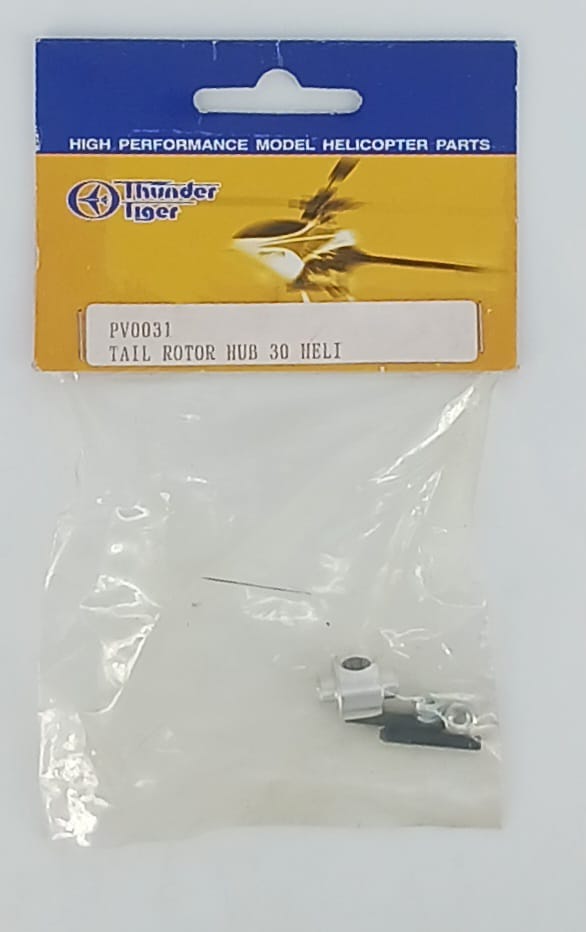 HIGH PERFORMANCE MODEL HELICOPTER PARTS
Thunder
Tiger
PV0031
TAIL ROTOR HUB 30 HELI